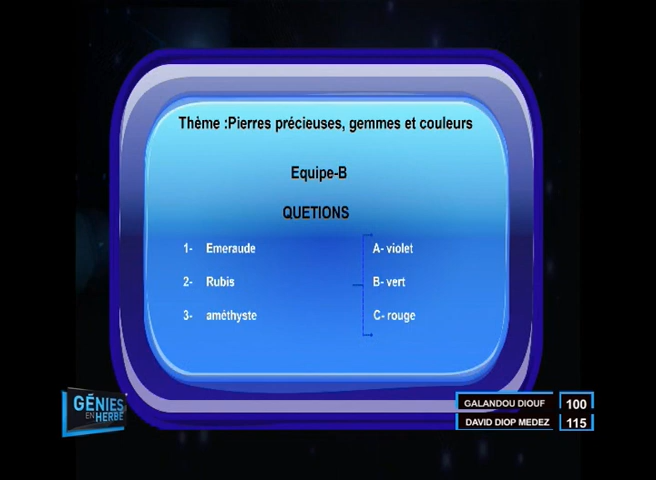 Thème :Pierres précieuses, gemmes et couleurs
Equipe-B
QUETIONS
1- Emeraude A- violet
2- Rubis B- vert
3- améthyste C- rouge
GÉNIES
EN HERBE
GALANDOU DIOUF 100
DAVID DIOP MEDEZ 115